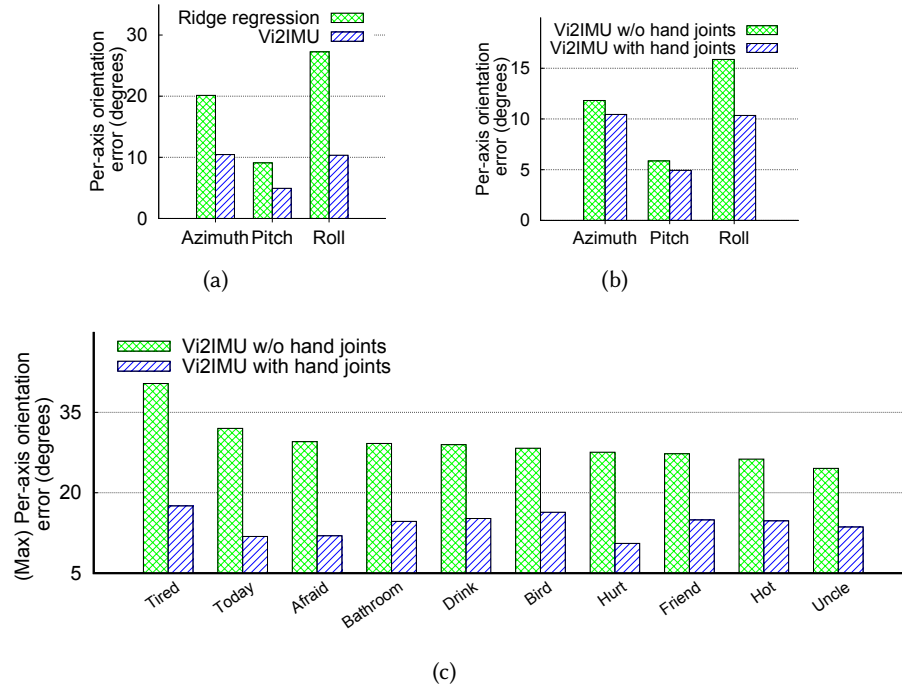 Ridge regression
Vi2IMU
Per-axis orientation
error (degrees)
30
20
10
0
Azimuth Pitch Roll
(a)
Vi2IMU w/o hand joints
Vi2IMU with hand joints
Per-axis orientation
error (degrees)
15
10
5
0
Azimuth Pitch Roll
(b)
Vi2IMU w/o hand joints
Vi2IMU with hand joints
(Max) Per-axis orientation
error (degrees)
35
20
5
Tired Today Afraid Bathroom Drink Bird Hurt Friend Hot Uncle
(c)